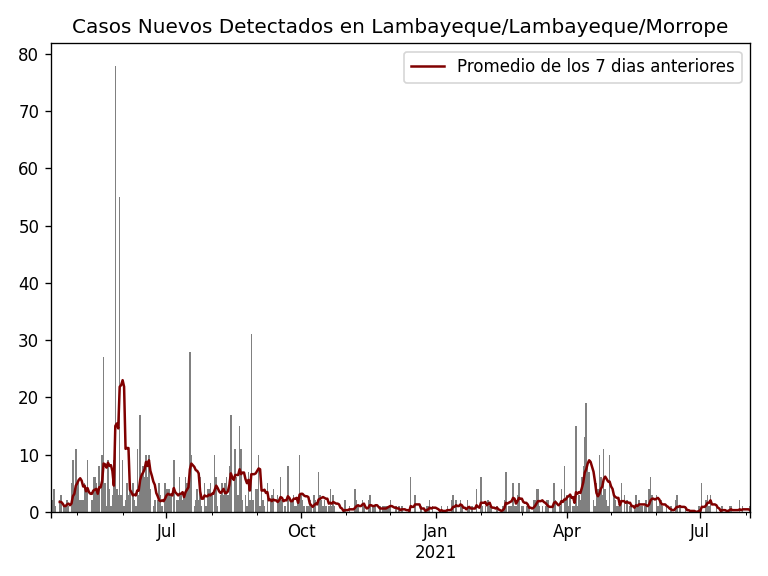 Casos Nuevos Detectados en Lambayeque/Lambayeque/Morrope
Promedio de los 7 dias anteriores
80
70
60
50
40
30
20
10
0
Jul
Oct
Jan
2021
Apr
Jul